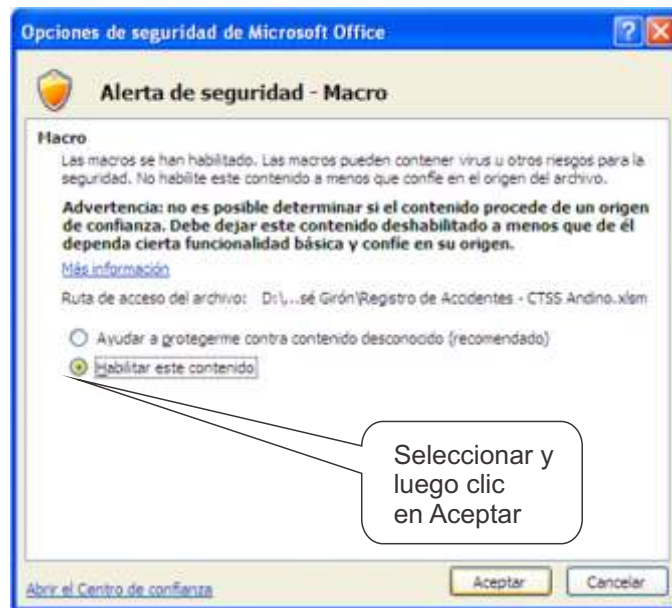 Opciones de seguridad de Microsoft Office
Alerta de seguridad - Macro
Macro
Las macros se han habilitado. Las macros pueden contener virus u otros riesgos para la
seguridad. No habilite este contenido a menos que confíe en el origen del archivo.
Advertencia: no es posible determinar si el contenido procede de un origen
de confianza. Debe dejar este contenido deshabilitado a menos que de él
dependa cierta funcionalidad básica y confíe en su origen.
Más información
Ruta de acceso del archivo: D:\,...sé Girón\Registro de Accidentes - CTSS Andino.xlsm
Ayudar a protegerme contra contenido desconocido (recomendado)
Habilitar este contenido
Seleccionar y
luego clic
en Aceptar
Abrir el Centro de confianza
Aceptar
Cancelar